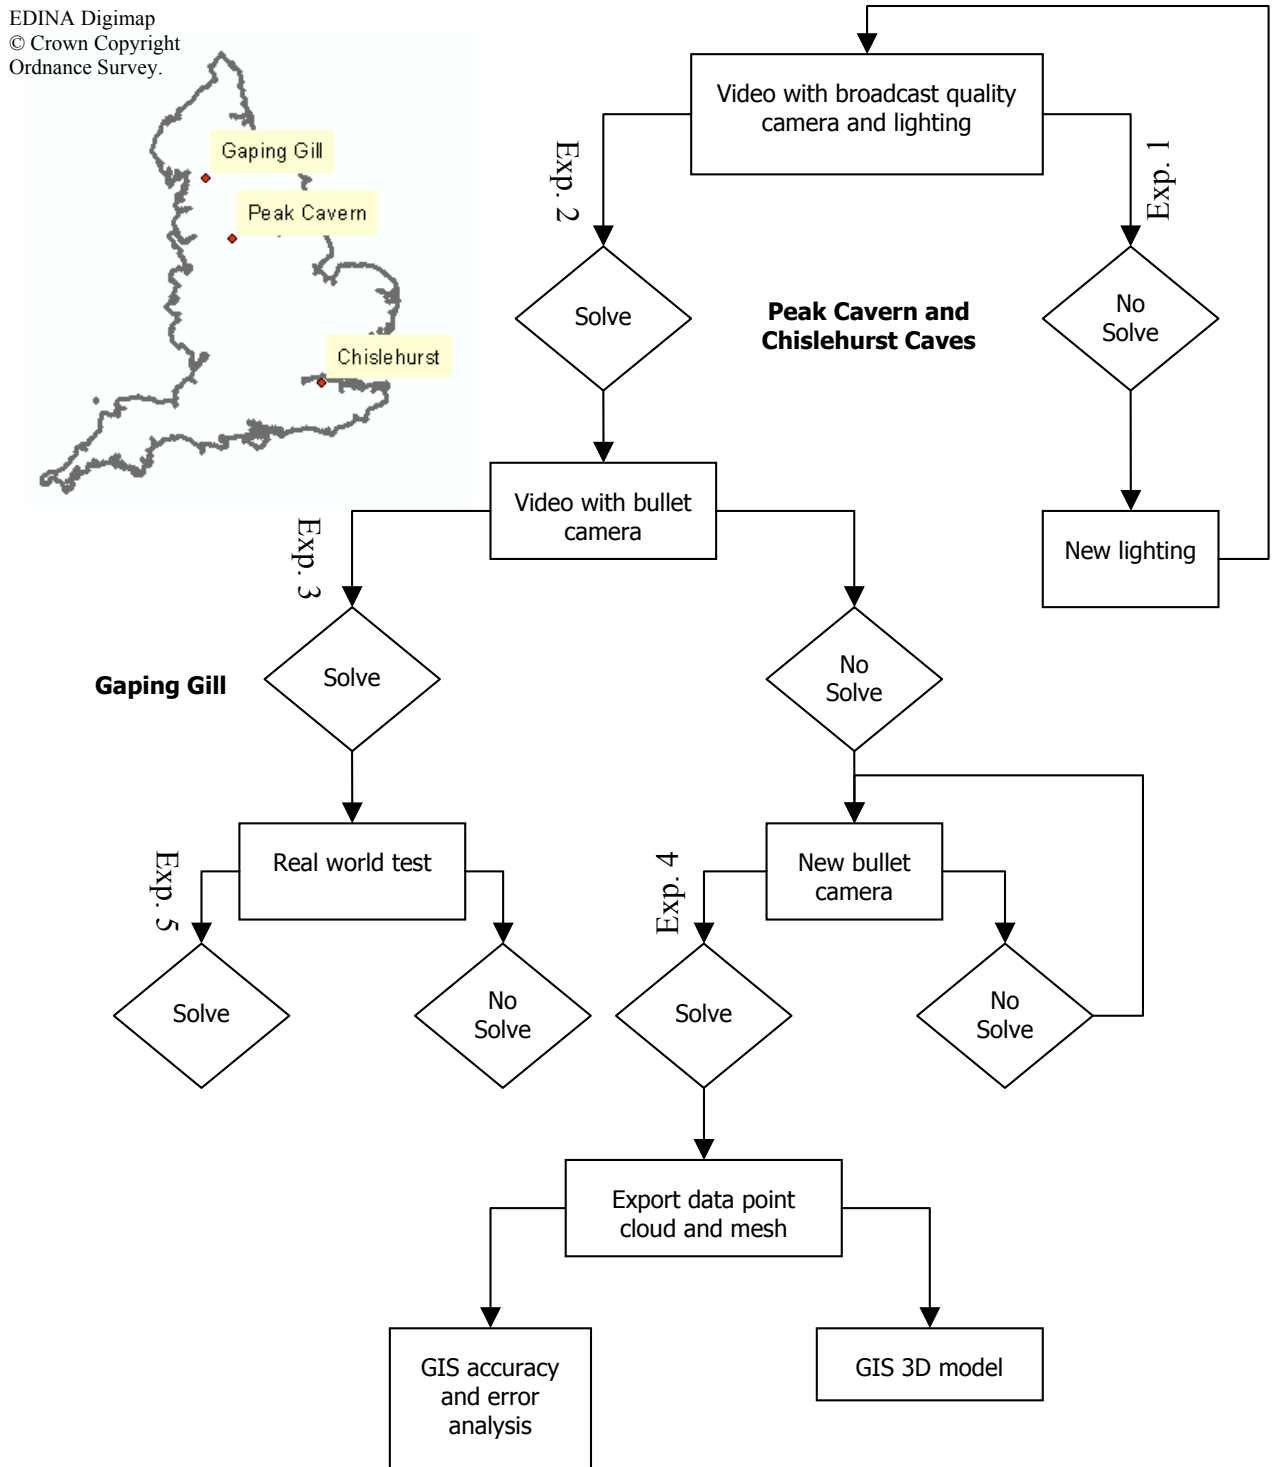 EDINA Digimap
© Crown Copyright
Ordnance Survey.
Gaping Gill
Peak Cavern
Chislehurst
Video with broadcast quality
camera and lighting
Exp. 2
Exp. 1
Solve
Peak Cavern and
Chislehurst Caves
No
Solve
Video with bullet
camera
New lighting
Exp. 3
Gaping Gill
Solve
No
Solve
Real world test
New bullet
camera
Exp. 5
Exp. 4
Solve
No
Solve
Solve
No
Solve
Export data point
cloud and mesh
GIS accuracy
and error
analysis
GIS 3D model